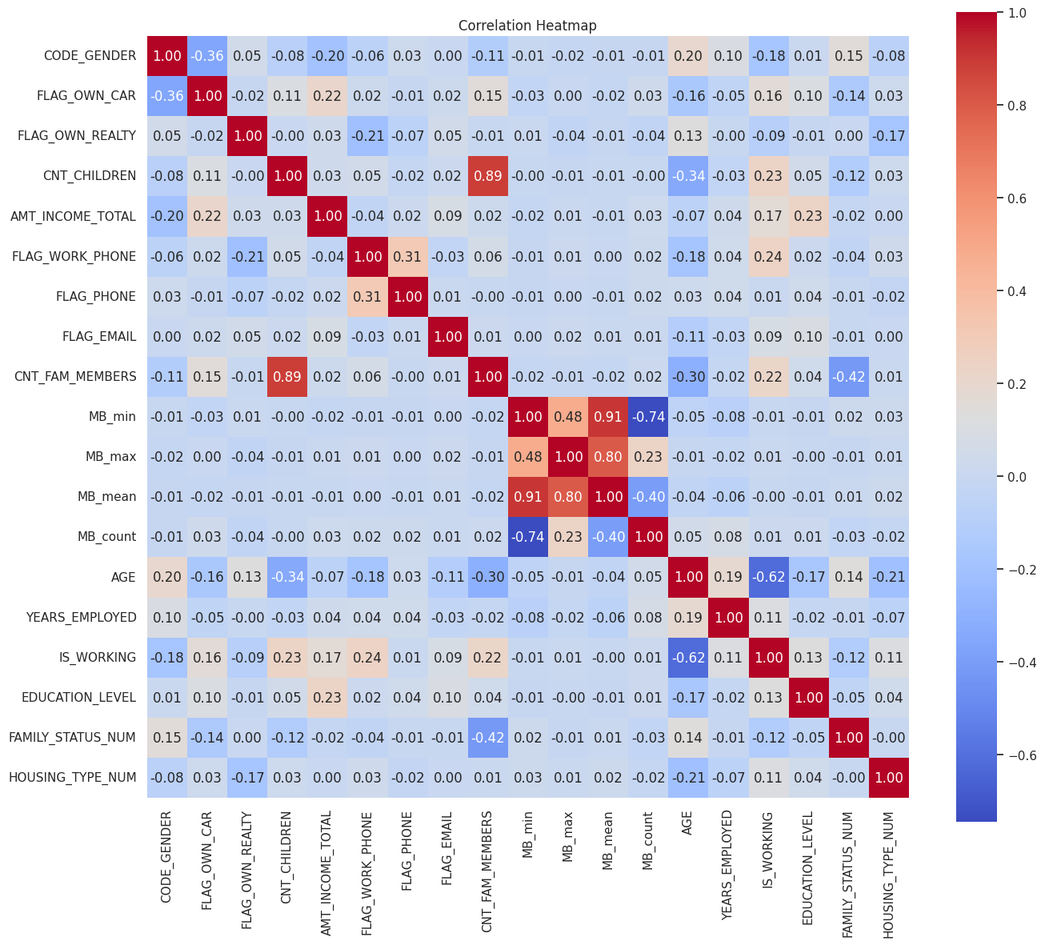 Correlation Heatmap
CODE_GENDER 1.00 -0.36 0.05 -0.08 -0.20 -0.06 0.03 0.00 -0.11 -0.01 -0.02 -0.01 -0.01 0.20 0.10 -0.18 0.01 0.15 -0.08
FLAG_OWN_CAR -0.36 1.00 -0.02 0.11 0.22 0.02 -0.01 0.02 0.15 -0.03 0.00 -0.02 0.03 -0.16 -0.05 0.16 0.10 -0.14 0.03
FLAG_OWN_REALTY 0.05 -0.02 1.00 -0.00 0.03 -0.21 -0.07 0.05 -0.01 0.01 -0.04 -0.01 -0.04 0.13 -0.00 -0.09 -0.01 0.00 -0.17
CNT_CHILDREN -0.08 0.11 -0.00 1.00 0.03 0.05 -0.02 0.02 0.89 -0.00 -0.01 -0.01 -0.00 -0.34 -0.03 0.23 0.05 -0.12 0.03
AMT_INCOME_TOTAL -0.20 0.22 0.03 0.03 1.00 -0.04 0.02 0.09 0.02 -0.02 0.01 -0.01 0.03 -0.07 0.04 0.17 0.23 -0.02 0.00
FLAG_WORK_PHONE -0.06 0.02 -0.21 0.05 -0.04 1.00 0.31 -0.03 0.06 -0.01 -0.01 0.00 0.02 -0.18 0.04 0.24 0.02 -0.04 0.03
FLAG_PHONE 0.03 -0.01 -0.07 -0.02 0.02 0.31 1.00 0.01 -0.00 -0.01 0.00 -0.01 0.02 0.03 0.04 0.01 0.04 -0.01 -0.02
FLAG_EMAIL 0.00 0.02 0.05 0.02 0.09 -0.03 0.01 1.00 0.01 0.00 0.02 0.01 0.01 -0.11 -0.03 0.09 0.10 -0.01 0.00
CNT_FAM_MEMBERS -0.11 0.15 -0.01 0.89 0.02 0.06 -0.00 0.01 1.00 -0.02 -0.01 -0.02 0.02 -0.30 -0.02 0.22 0.04 -0.42 0.01
MB_min -0.01 -0.03 0.01 -0.00 -0.02 -0.01 -0.01 0.00 -0.02 1.00 0.48 0.91 -0.74 -0.05 -0.08 -0.01 -0.01 0.02 0.03
MB_max -0.02 0.00 -0.04 -0.01 0.01 -0.01 0.00 0.02 -0.01 0.48 1.00 0.80 0.23 -0.01 -0.02 0.01 -0.00 -0.01 0.01
MB_mean -0.01 -0.02 -0.01 -0.01 -0.01 0.00 -0.01 0.01 -0.02 0.91 0.80 1.00 -0.40 -0.04 -0.06 -0.00 -0.01 0.01 0.02
MB_count -0.01 0.03 -0.04 -0.00 0.03 0.02 0.02 0.01 0.02 -0.74 0.23 -0.40 1.00 0.05 0.08 0.01 0.01 -0.03 -0.02
AGE 0.20 -0.16 0.13 -0.34 -0.07 -0.18 0.03 -0.11 -0.30 -0.05 -0.01 -0.04 0.05 1.00 0.19 -0.62 -0.17 0.14 -0.21
YEARS_EMPLOYED 0.10 -0.05 -0.00 -0.03 0.04 0.04 0.04 -0.03 -0.02 -0.08 -0.02 -0.06 0.08 0.19 1.00 0.11 -0.02 -0.01 -0.07
IS_WORKING -0.18 0.16 -0.09 0.23 0.17 0.24 0.01 0.09 0.22 -0.01 0.01 -0.00 0.01 -0.62 0.11 1.00 0.13 -0.12 0.11
EDUCATION_LEVEL 0.01 0.10 -0.01 0.05 0.23 0.02 0.04 0.10 0.04 -0.01 -0.00 -0.01 0.01 -0.17 -0.02 0.13 1.00 -0.05 0.04
FAMILY_STATUS_NUM 0.15 -0.14 0.00 -0.12 -0.02 -0.04 -0.01 -0.01 -0.42 0.02 -0.01 0.01 -0.03 0.14 -0.01 -0.12 -0.05 1.00 -0.00
HOUSING_TYPE_NUM -0.08 0.03 -0.17 0.03 0.00 0.03 -0.02 0.00 0.01 0.03 0.01 0.02 -0.02 -0.21 -0.07 0.11 0.04 -0.00 1.00
CODE_GENDER
FLAG_OWN_CAR
FLAG_OWN_REALTY
CNT_CHILDREN
AMT_INCOME_TOTAL
FLAG_WORK_PHONE
FLAG_PHONE
FLAG_EMAIL
CNT_FAM_MEMBERS
MB_min
MB_max
MB_mean
MB_count
AGE
YEARS_EMPLOYED
IS_WORKING
EDUCATION_LEVEL
FAMILY_STATUS_NUM
HOUSING_TYPE_NUM
1.0
0.8
0.6
0.4
0.2
0.0
−0.2
−0.4
−0.6